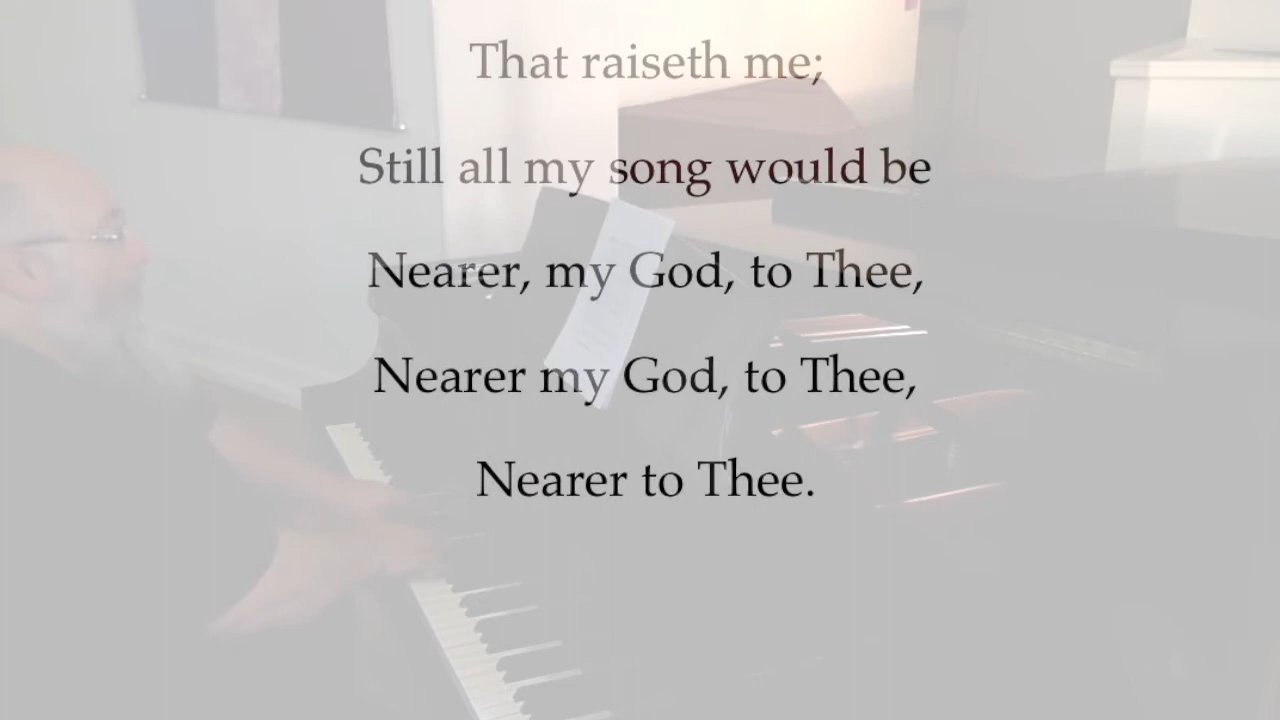 That raiseth me;
Still all my song would be
Nearer, my God, to Thee,
Nearer my God, to Thee,
Nearer to Thee.